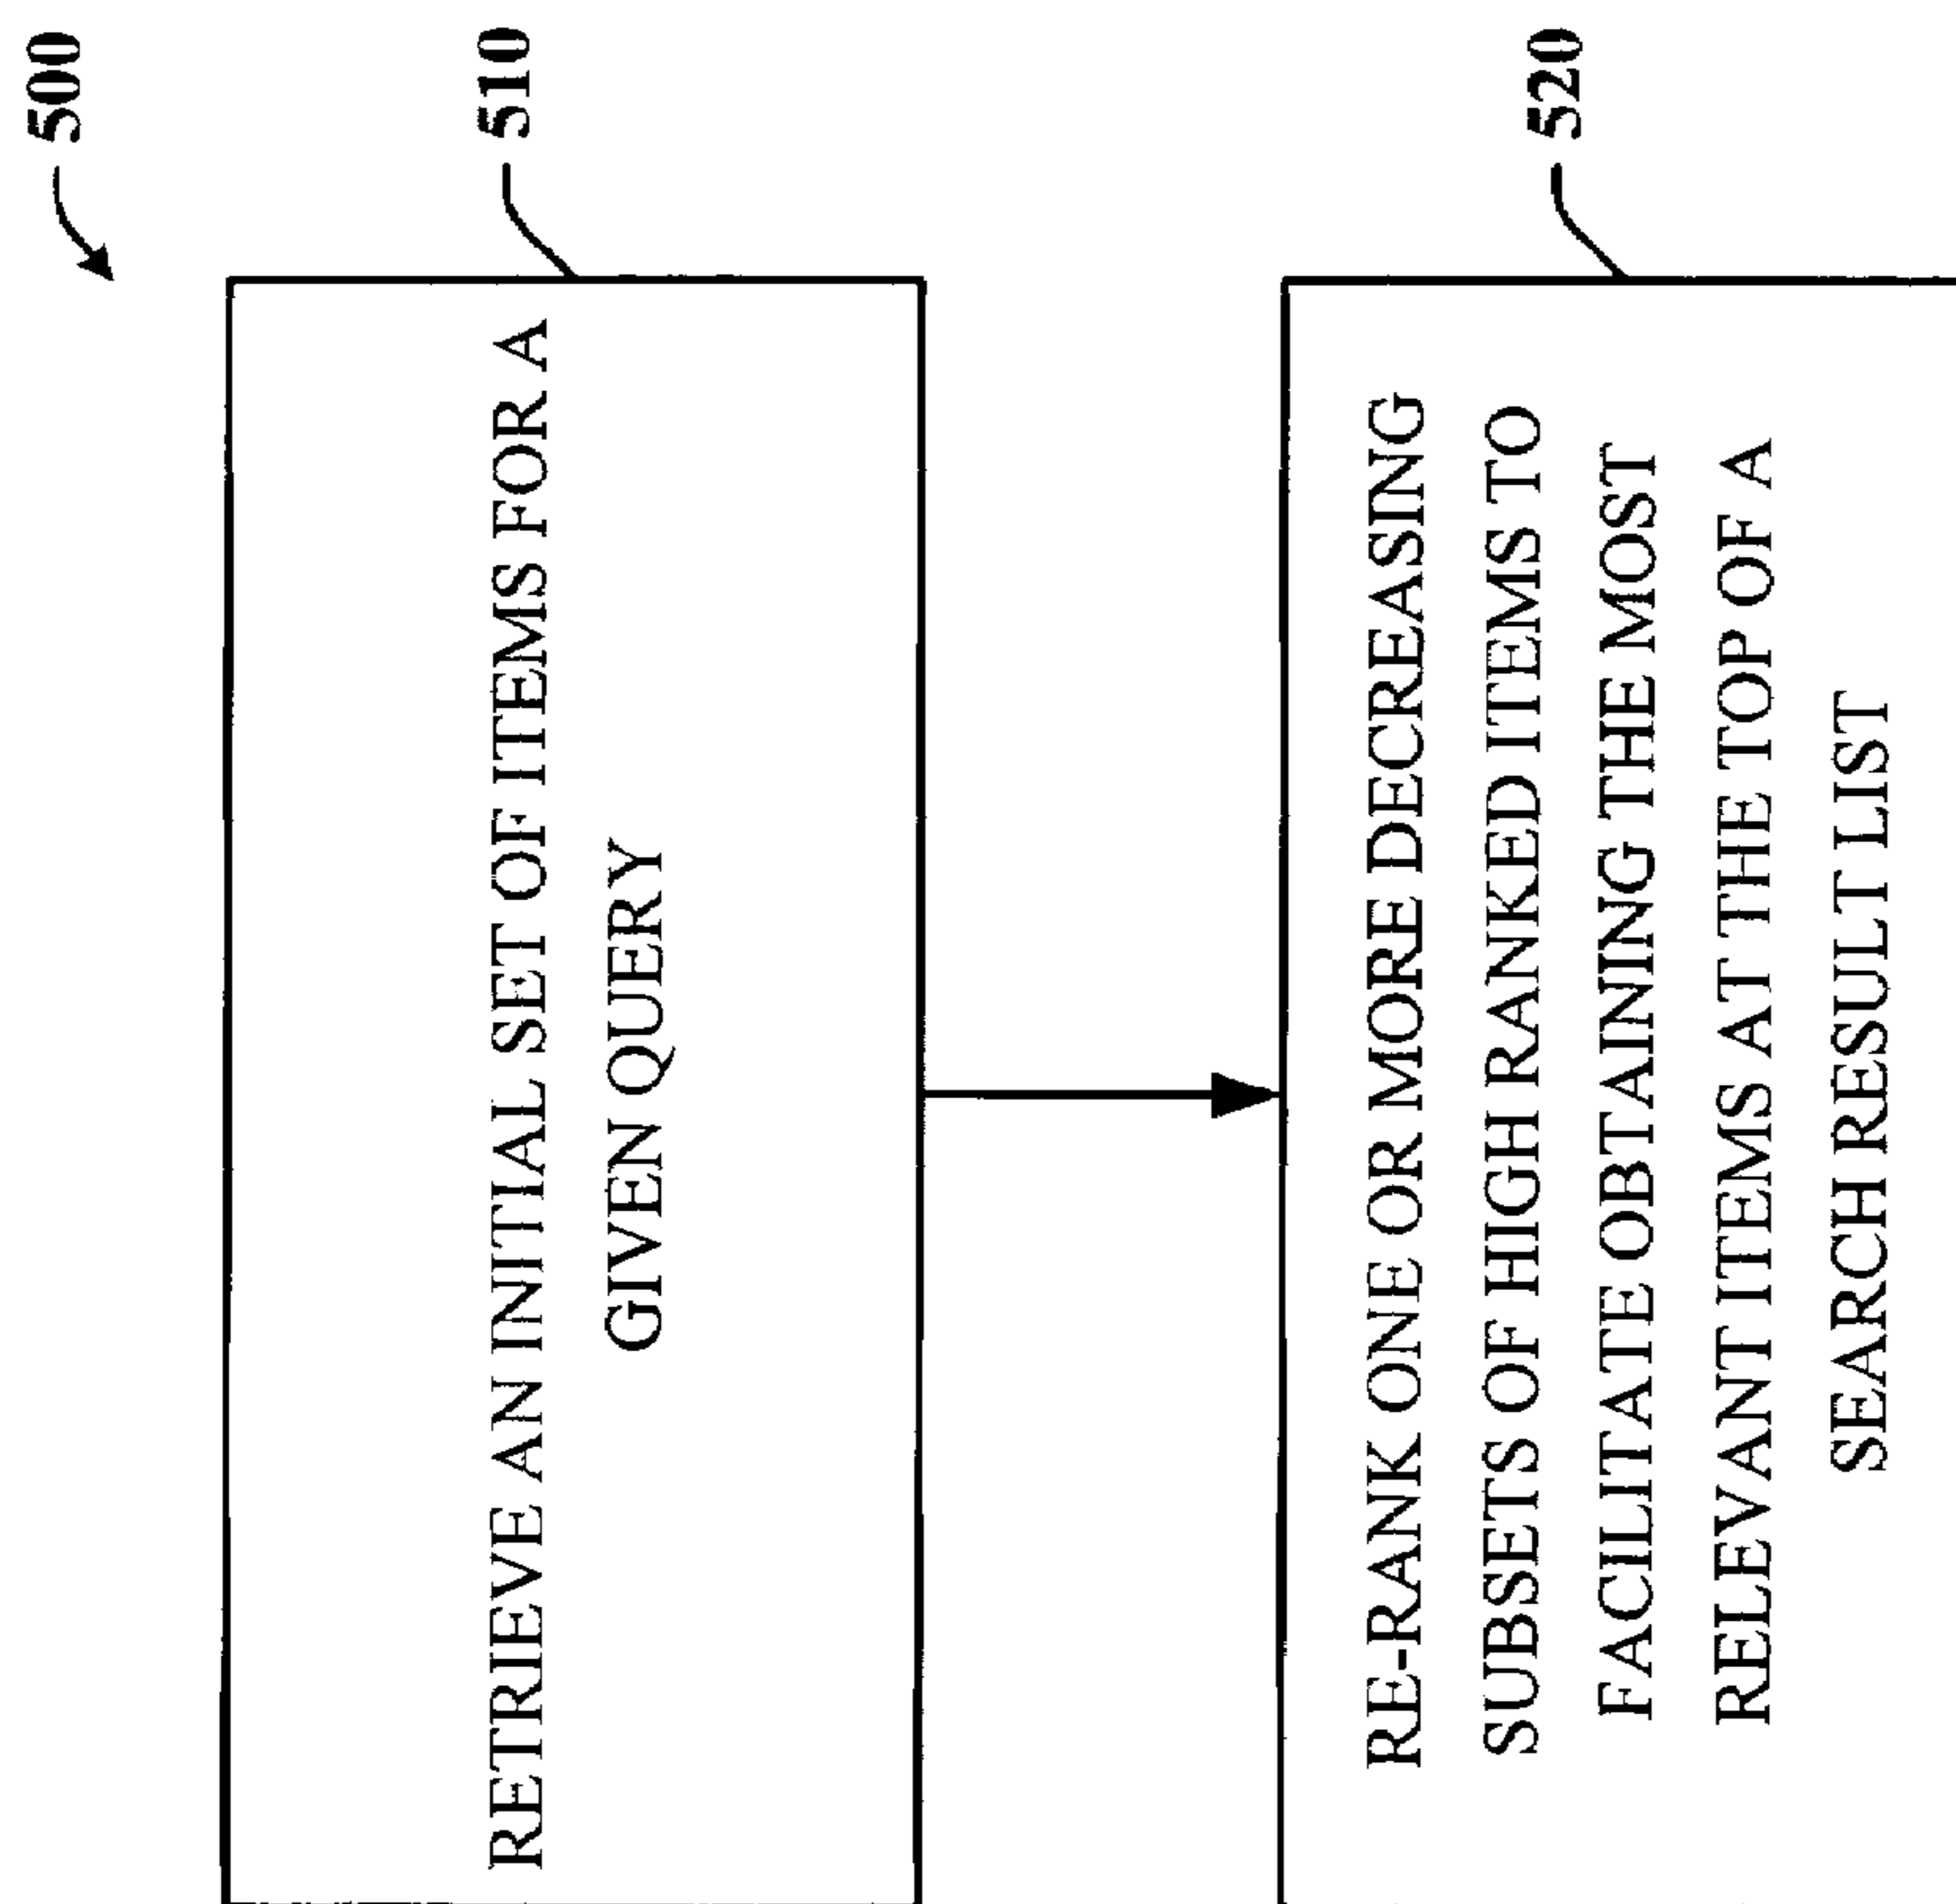 500
510
RETRIEVE AN INITIAL SET OF ITEMS FOR A
GIVEN QUERY
520
RE-RANK ONE OR MORE DECREASING
SUBSETS OF HIGH RANKED ITEMS TO
FACILITATE OBTAINING THE MOST
RELEVANT ITEMS AT THE TOP OF A
SEARCH RESULT LIST